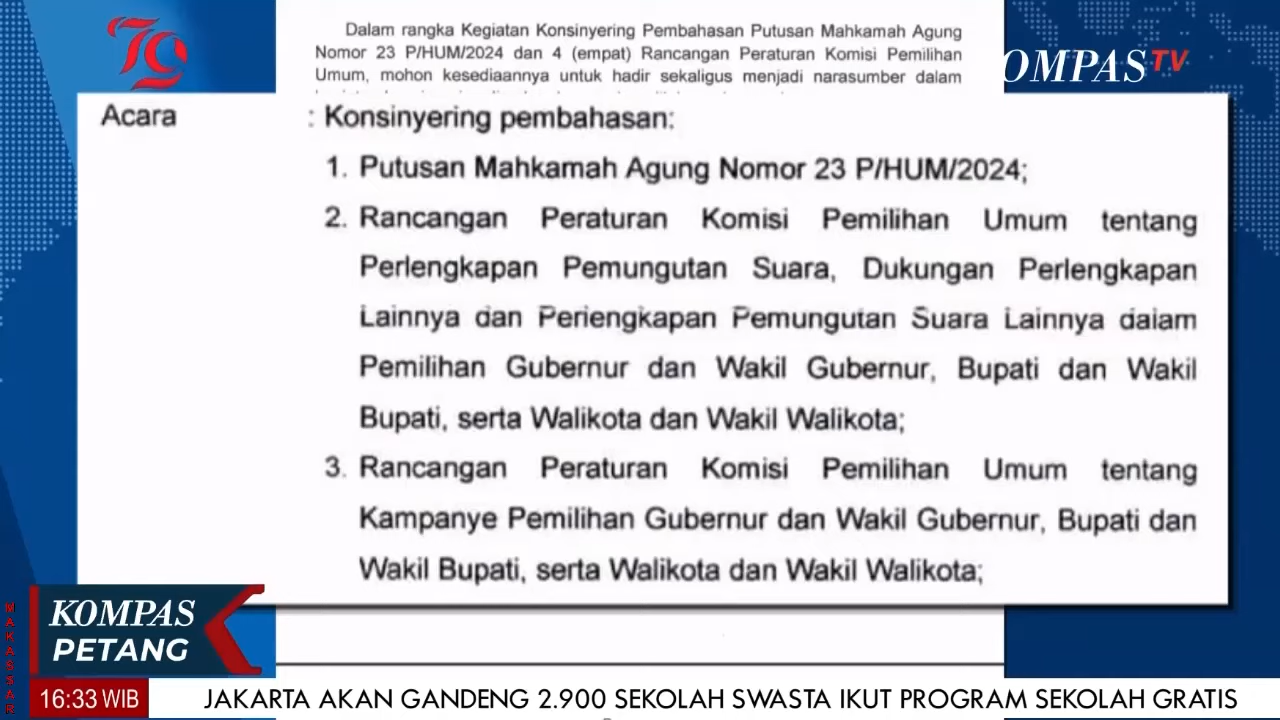 79
Dalam rangka Kegiatan Konsinyering Pembahasan Putusan Mahkamah Agung
Nomor 23 P/HUM/2024 dan 4 (empat) Rancangan Peraturan Komisi Pemilihan
Umum, mohon kesediaannya untuk hadir sekaligus menjadi narasumber dalam
OMPAS TV
Acara : Konsinyering pembahasan:
1. Putusan Mahkamah Agung Nomor 23 P/HUM/2024;
2. Rancangan Peraturan Komisi Pemilihan Umum tentang
Perlengkapan Pemungutan Suara, Dukungan Perlengkapan
Lainnya dan Perlengkapan Pemungutan Suara Lainnya dalam
Pemilihan Gubernur dan Wakil Gubernur, Bupati dan Wakil
Bupati, serta Walikota dan Wakil Walikota;
3. Rancangan Peraturan Komisi Pemilihan Umum tentang
Kampanye Pemilihan Gubernur dan Wakil Gubernur, Bupati dan
Wakil Bupati, serta Walikota dan Wakil Walikota;
MAKASSAR
KOMPAS
PETANG
16:33 WIB
JAKARTA AKAN GANDENG 2.900 SEKOLAH SWASTA IKUT PROGRAM SEKOLAH GRATIS